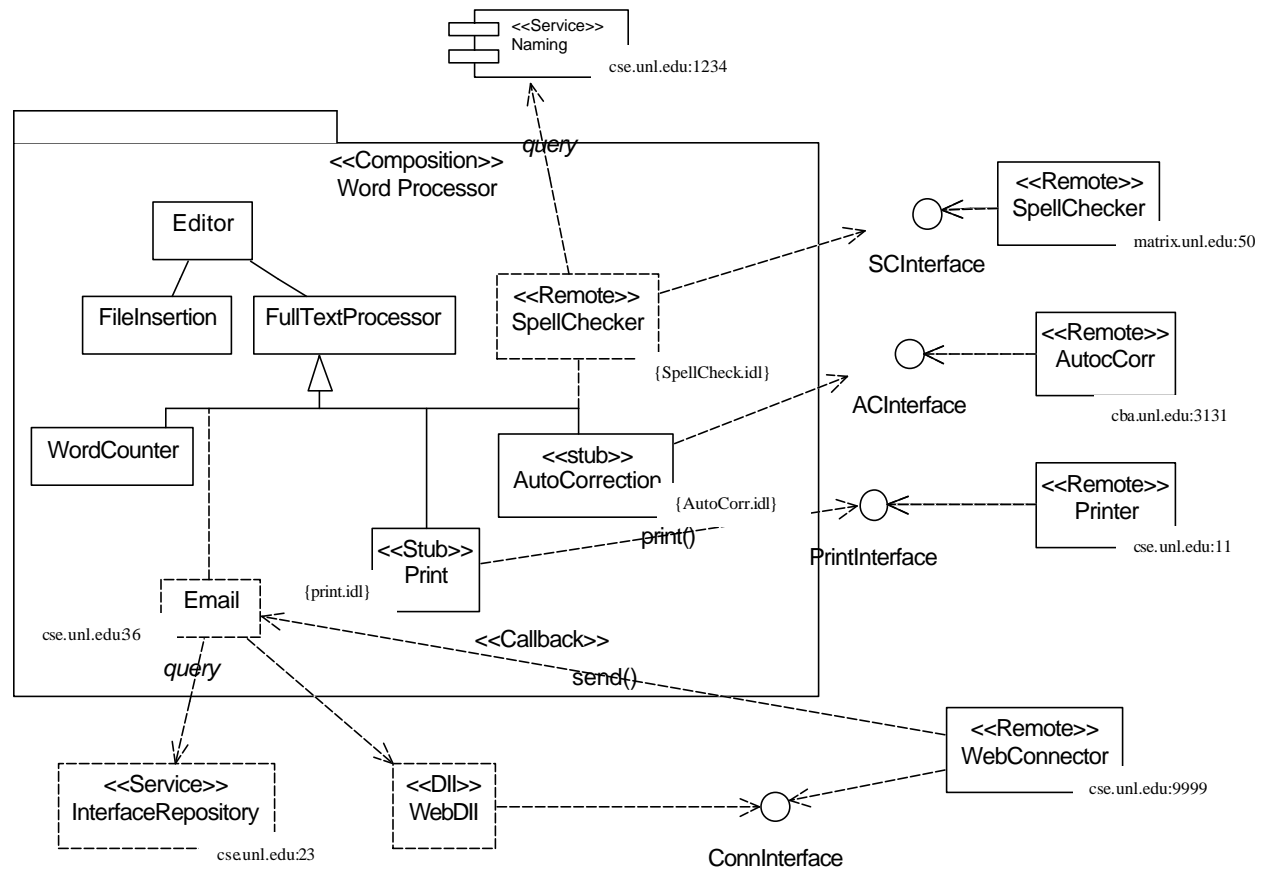 <<Service>>
Naming
cse.unl.edu:1234
query
<<Composition>>
Word Processor
<<Remote>>
SpellChecker
matrix.unl.edu:50
Editor
SCInterface
<<Remote>>
SpellChecker
FileInsertion
FullTextProcessor
{SpellCheck.idl}
<<Remote>>
AutocCorr
cba.unl.edu:3131
ACInterface
WordCounter
<<stub>>
AutoCorrection
{AutoCorr.idl}
<<Remote>>
Printer
cse.unl.edu:11
print()
PrintInterface
<<Stub>>
Print
{print.idl}
Email
cse.unl.edu:36
query
<<Callback>>
send()
<<Remote>>
WebConnector
cse.unl.edu:9999
<<Service>>
InterfaceRepository
cse.unl.edu:23
<<DII>>
WebDII
ConnInterface